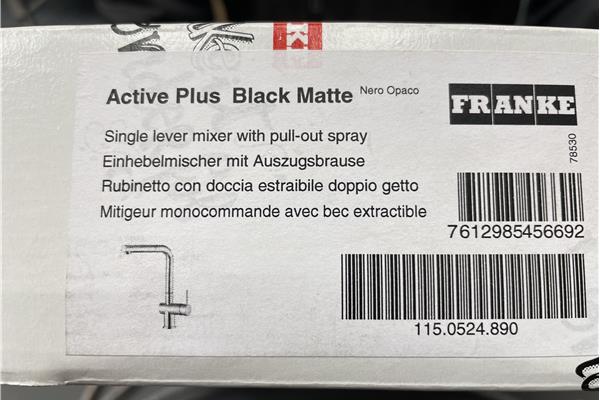 Active Plus Black Matte Nero Opaco
FRANKE
Single lever mixer with pull-out spray
Einhebelmischer mit Auszugsbrause
Rubinetto con doccia estraibile doppio getto
Mitigeur monocommande avec bec extractible
78530
7612985456692
115.0524.890